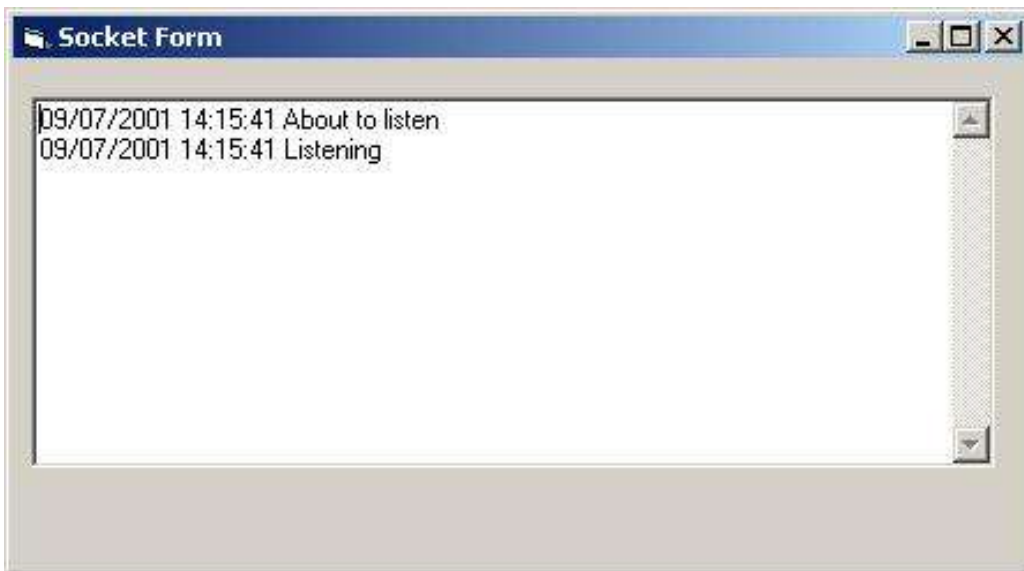 Socket Form
09/07/2001 14:15:41 About to listen
09/07/2001 14:15:41 Listening